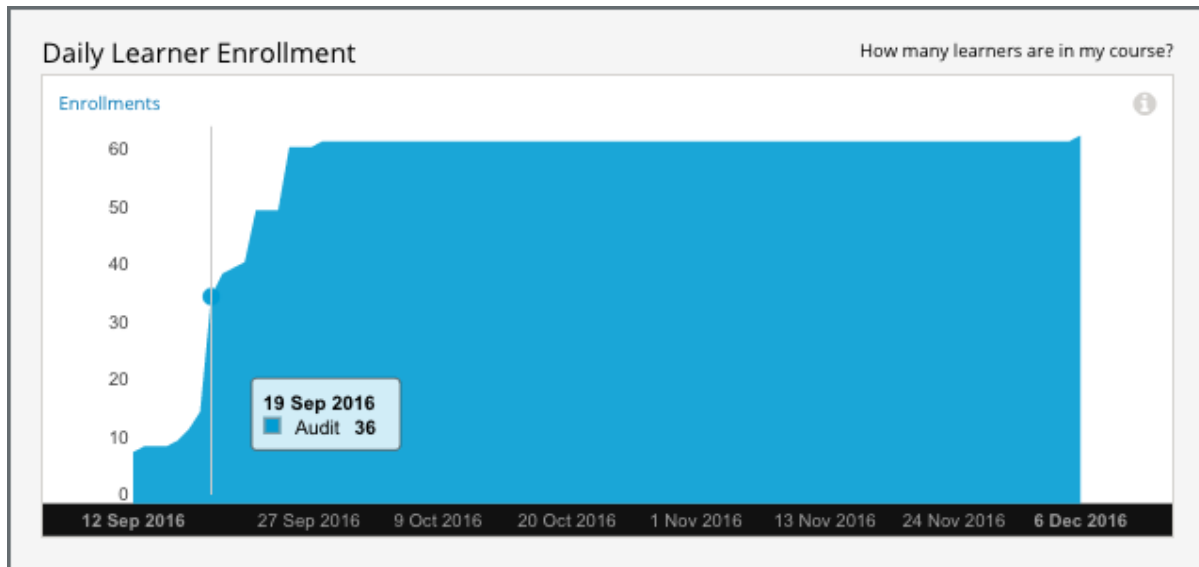 Daily Learner Enrollment
How many learners are in my course?
Enrollments
60
50
40
30
20
10
0
19 Sep 2016
Audit 36
12 Sep 2016 27 Sep 2016 9 Oct 2016 20 Oct 2016 1 Nov 2016 13 Nov 2016 24 Nov 2016 6 Dec 2016